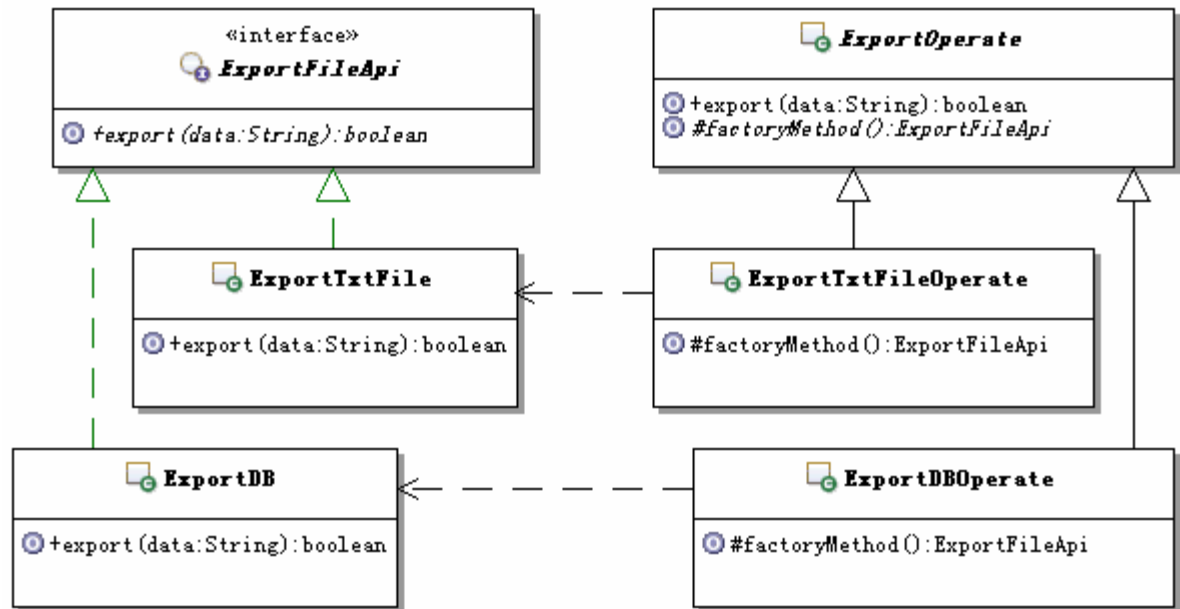 «interface»
ExportFileApi
+export(data:String):boolean
ExportOperate
+export(data:String):boolean
#factoryMethod():ExportFileApi
ExportTxtFile
+export(data:String):boolean
ExportTxtFileOperate
#factoryMethod():ExportFileApi
ExportDB
+export(data:String):boolean
ExportDBOperate
#factoryMethod():ExportFileApi